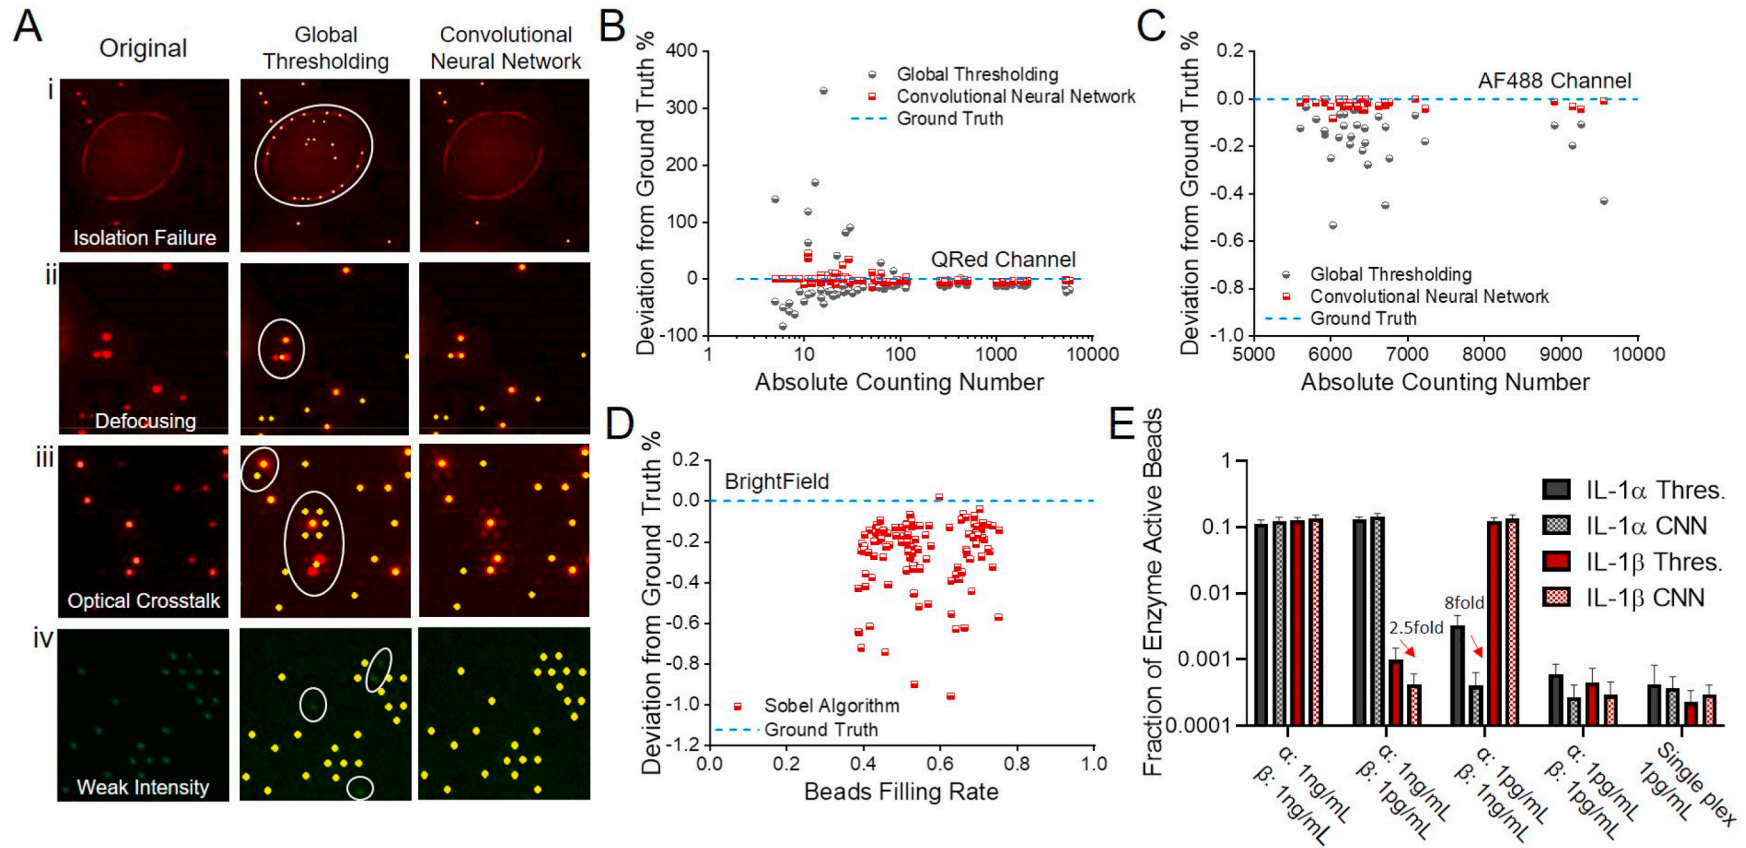 A
Original
Global
Thresholding
Convolutional
Neural Network
i
Isolation Failure
ii
Defocusing
iii
Optical Crosstalk
iv
Weak Intensity
B
Deviation from Ground Truth %
400
300
200
100
0
-100
Global Thresholding
Convolutional Neural Network
Ground Truth
QRed Channel
1
10
100
1000
10000
Absolute Counting Number
C
Deviation from Ground Truth %
0.2
0.0
-0.2
-0.4
-0.6
-0.8
-1.0
AF488 Channel
Global Thresholding
Convolutional Neural Network
Ground Truth
5000
6000
7000
8000
9000
10000
Absolute Counting Number
D
Deviation from Ground Truth %
0.2
0.0
-0.2
-0.4
-0.6
-0.8
-1.0
-1.2
BrightField
Sobel Algorithm
Ground Truth
0.0
0.2
0.4
0.6
0.8
1.0
Beads Filling Rate
E
Fraction of Enzyme Active Beads
1
0.1
0.01
0.001
0.0001
2.5fold
8fold
IL-1α Thres.
IL-1α CNN
IL-1β Thres.
IL-1β CNN
α: 1ng/mL
β: 1ng/mL
α: 1ng/mL
β: 1pg/mL
α: 1pg/mL
β: 1ng/mL
α: 1pg/mL
β: 1pg/mL
Single plex
1pg/mL